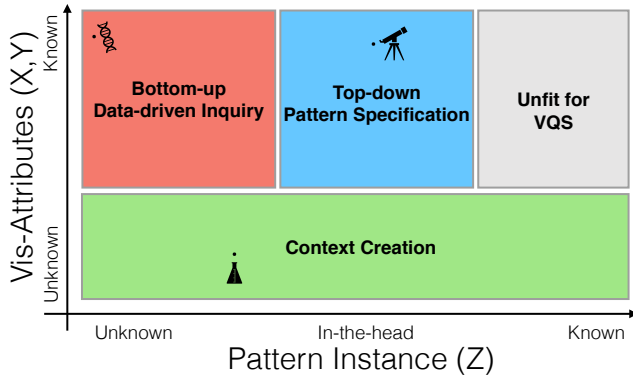 Vis-Attributes (X,Y)
Known
Unknown
Bottom-up
Data-driven Inquiry
Top-down
Pattern Specification
Unfit for
VQS
Context Creation
Unknown
In-the-head
Known
Pattern Instance (Z)